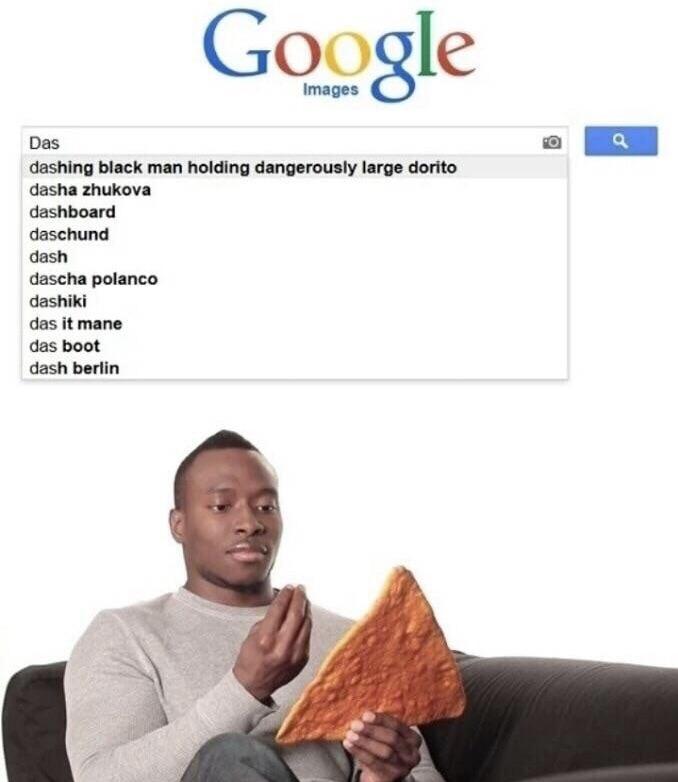 Google
Images
Das
dashing black man holding dangerously large dorito
dasha zhukova
dashboard
daschund
dash
dascha polanco
dashiki
das it mane
das boot
dash berlin